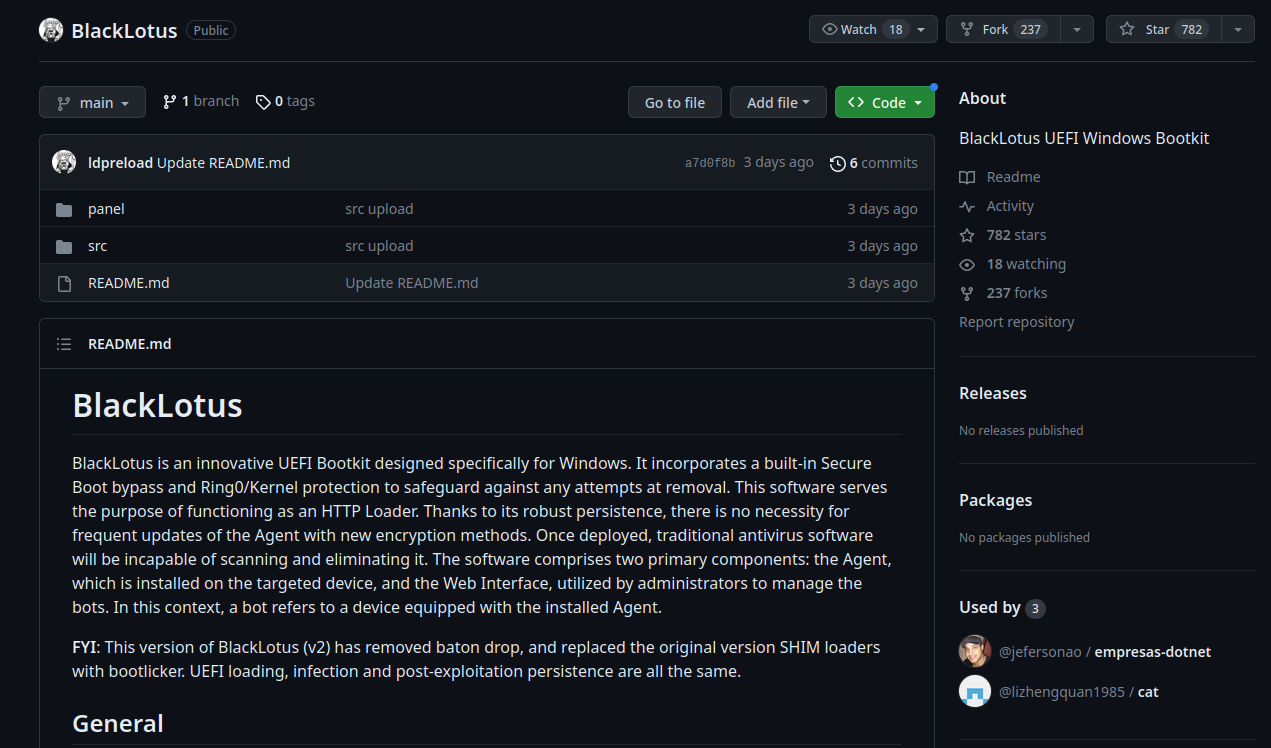 BlackLotus Public
Watch 18 Fork 237 Star 782
main 1 branch 0 tags Go to file Add file Code
ldpreload Update README.md a7d0f8b 3 days ago 6 commits
panel src upload 3 days ago
src src upload 3 days ago
README.md Update README.md 3 days ago
README.md
BlackLotus
BlackLotus is an innovative UEFI Bootkit designed specifically for Windows. It incorporates a built-in Secure
Boot bypass and Ring0/Kernel protection to safeguard against any attempts at removal. This software serves
the purpose of functioning as an HTTP Loader. Thanks to its robust persistence, there is no necessity for
frequent updates of the Agent with new encryption methods. Once deployed, traditional antivirus software
will be incapable of scanning and eliminating it. The software comprises two primary components: the Agent,
which is installed on the targeted device, and the Web Interface, utilized by administrators to manage the
bots. In this context, a bot refers to a device equipped with the installed Agent.
FYI: This version of BlackLotus (v2) has removed baton drop, and replaced the original version SHIM loaders
with bootlicker. UEFI loading, infection and post-exploitation persistence are all the same.
General
About
BlackLotus UEFI Windows Bootkit
Readme
Activity
782 stars
18 watching
237 forks
Report repository
Releases
No releases published
Packages
No packages published
Used by 3
@jefersonao / empresas-dotnet
@lizhengquan1985 / cat